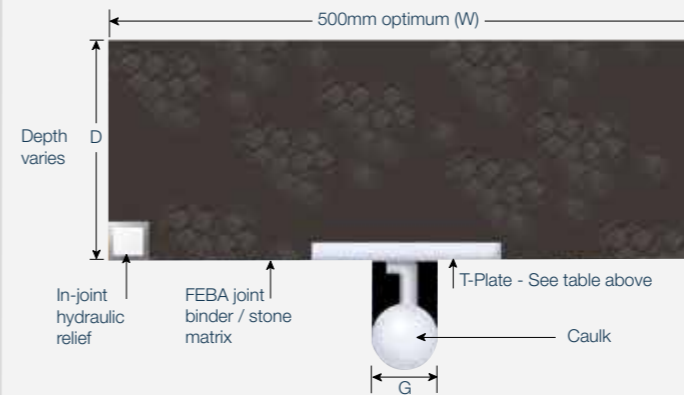 500mm optimum (W)
Depth
varies
D
In-joint
hydraulic
relief
FEBA joint
binder / stone
matrix
T-Plate - See table above
Caulk
G